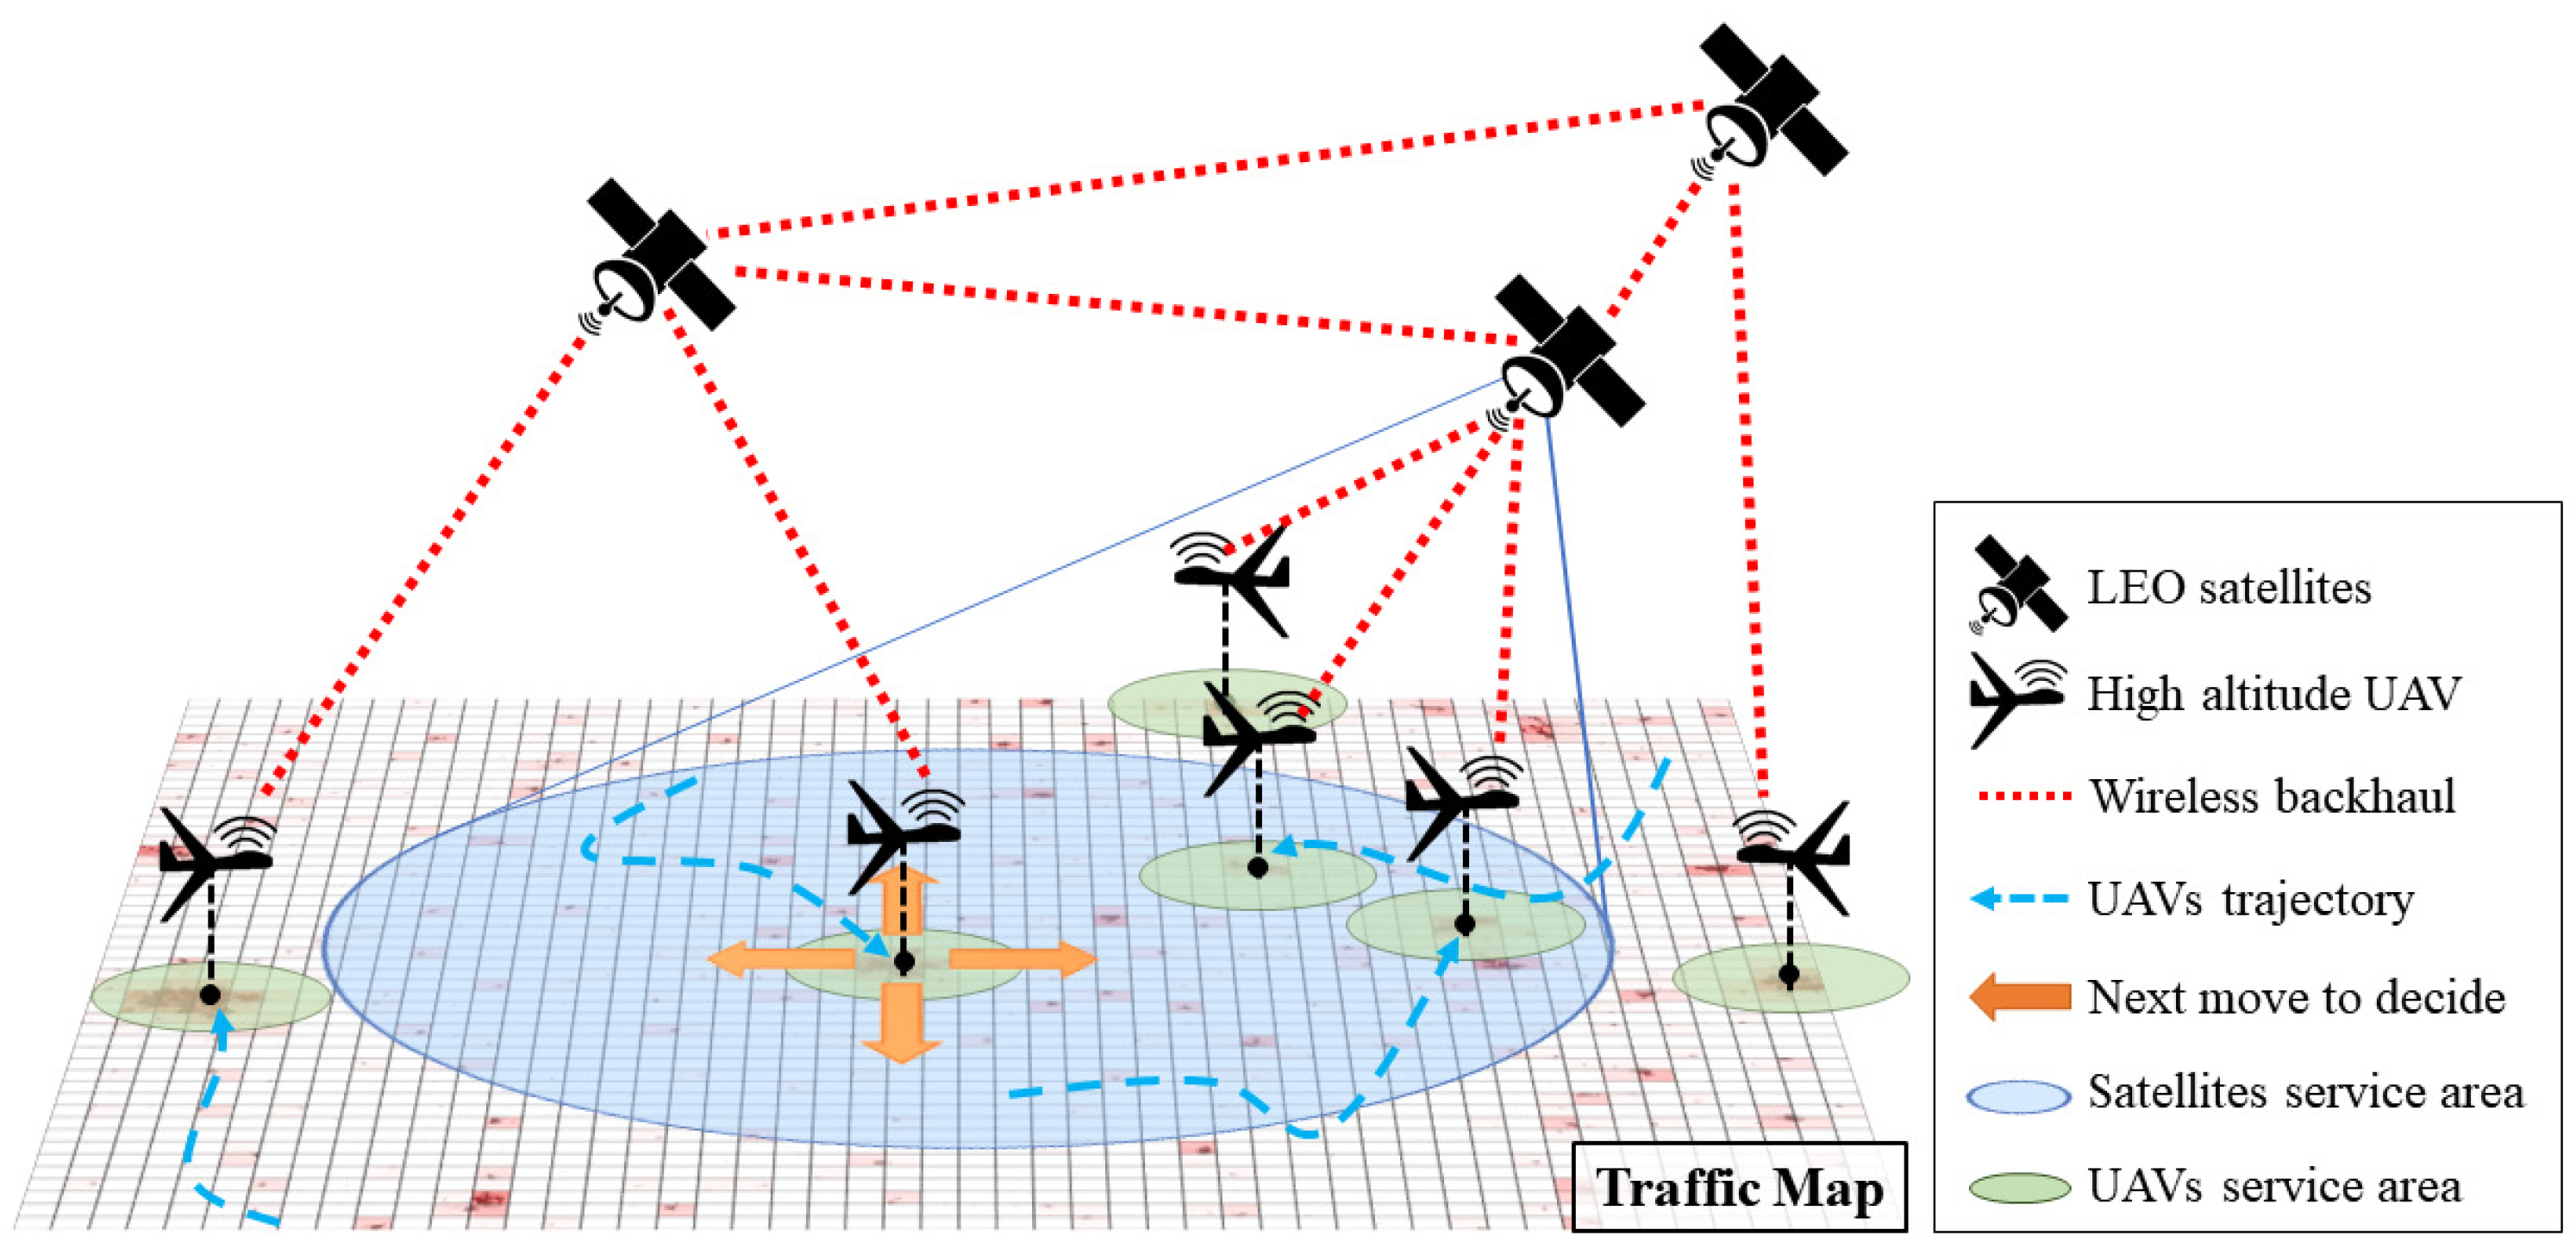 LEO satellites
High altitude UAV
Wireless backhaul
UAVs trajectory
Next move to decide
Satellites service area
UAVs service area
Traffic Map